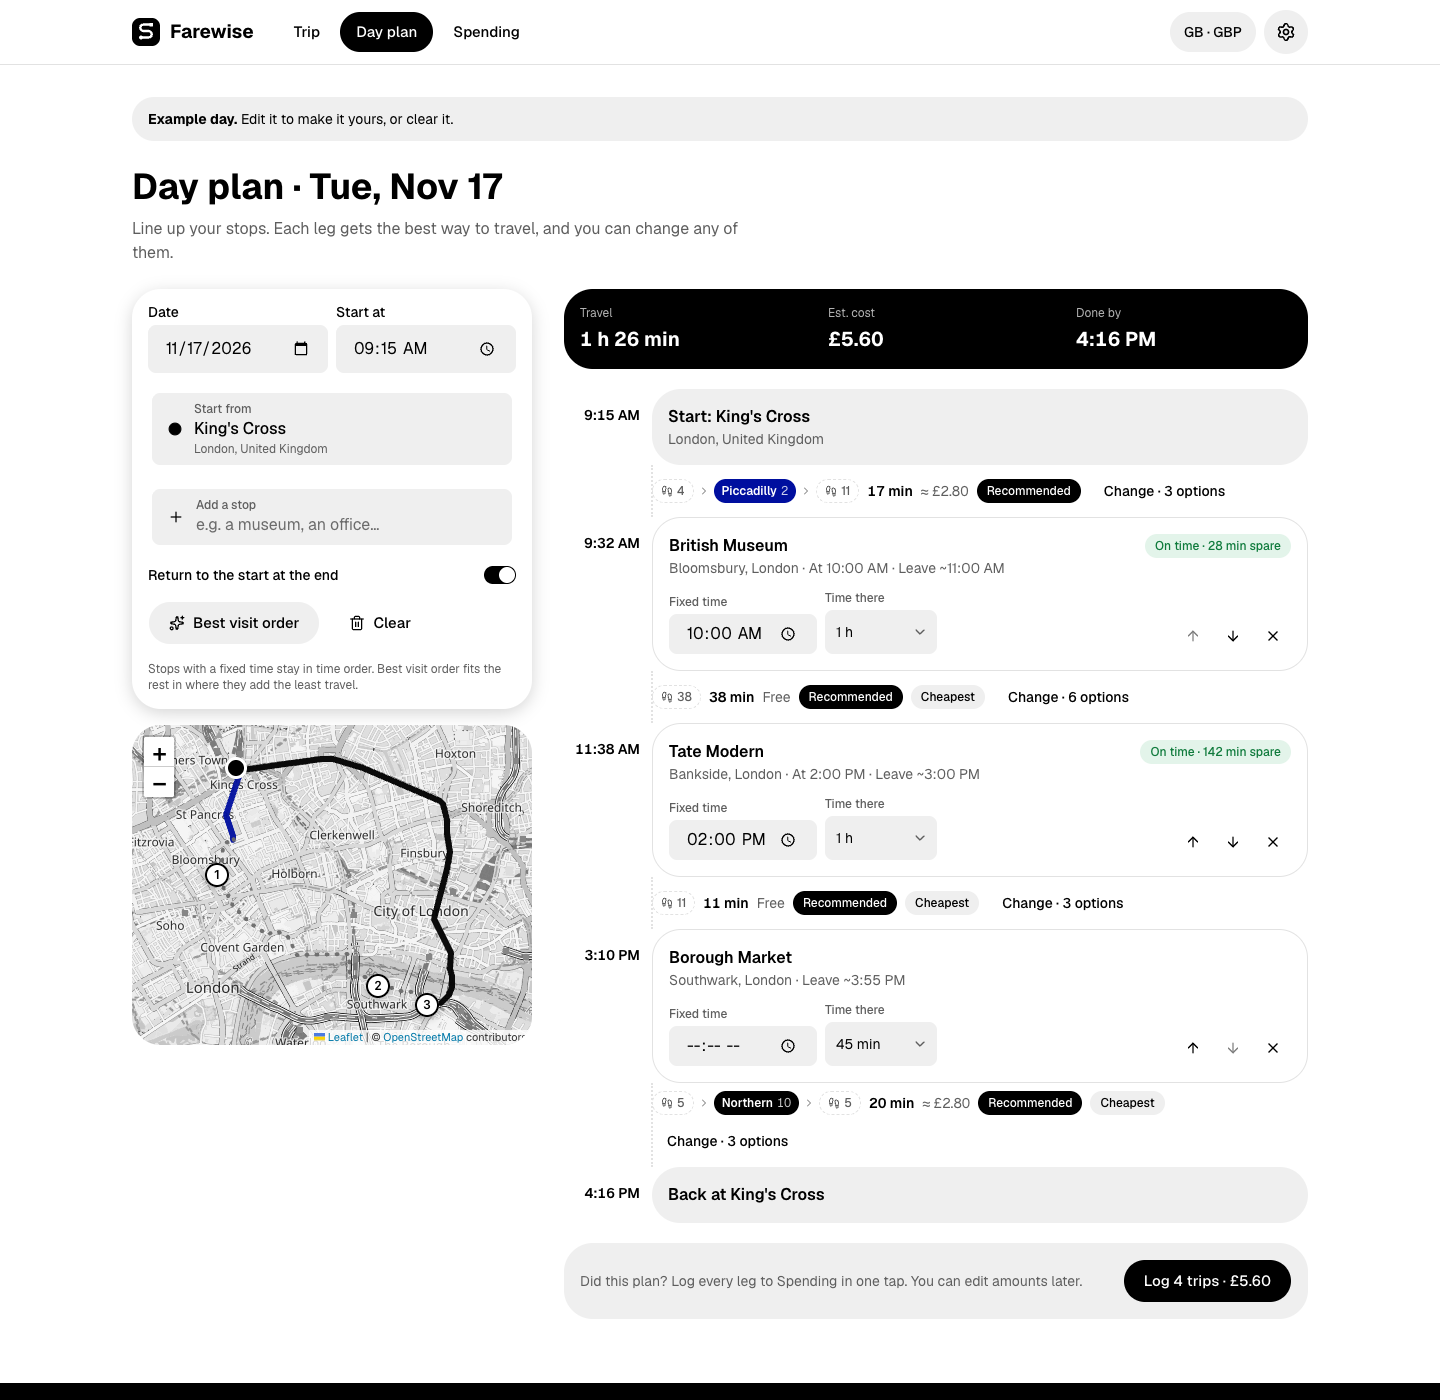 Farewise
Trip
Day plan
Spending
GB · GBP
Example day. Edit it to make it yours, or clear it.
Day plan · Tue, Nov 17
Line up your stops. Each leg gets the best way to travel, and you can change any of
them.
Date
Start at
11/17/2026
09:15 AM
Start from
King's Cross
London, United Kingdom
Add a stop
e.g. a museum, an office...
Return to the start at the end
Best visit order
Clear
Stops with a fixed time stay in time order. Best visit order fits the
rest in where they add the least travel.
+
−
ners Town
Hoxton
King's Cross
St Pancras
Shoreditch
itzrovia
Clerkenwell
Bloomsbury
Finsbury
1
Holborn
City of London
Soho
Covent Garden
Strand
London
2
Southwark
3
Water
Leaflet | © OpenStreetMap contributors
Travel
1 h 26 min
Est. cost
£5.60
Done by
4:16 PM
9:15 AM
Start: King's Cross
London, United Kingdom
4 › Piccadilly 2 › 11 17 min ≈ £2.80 Recommended Change · 3 options
9:32 AM
British Museum
On time · 28 min spare
Bloomsbury, London · At 10:00 AM · Leave ~11:00 AM
Fixed time
Time there
10:00 AM
1 h
38 38 min Free Recommended Cheapest Change · 6 options
11:38 AM
Tate Modern
On time · 142 min spare
Bankside, London · At 2:00 PM · Leave ~3:00 PM
Fixed time
Time there
02:00 PM
1 h
11 11 min Free Recommended Cheapest Change · 3 options
3:10 PM
Borough Market
Southwark, London · Leave ~3:55 PM
Fixed time
Time there
--:-- --
45 min
5 › Northern 10 › 5 20 min ≈ £2.80 Recommended Cheapest
Change · 3 options
4:16 PM
Back at King's Cross
Did this plan? Log every leg to Spending in one tap. You can edit amounts later.
Log 4 trips · £5.60